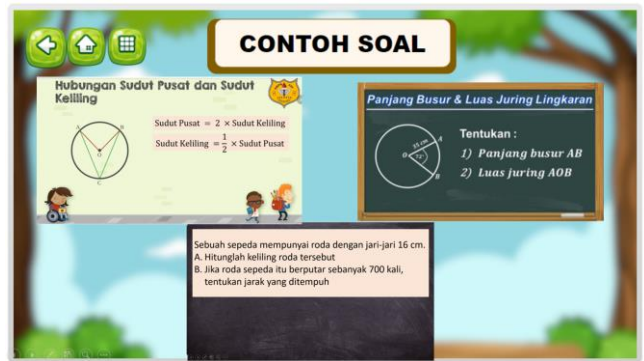 CONTOH SOAL
Hubungan Sudut Pusat dan Sudut
Keliling
Sudut Pusat = 2 × Sudut Keliling
Sudut Keliling = 1/2 × Sudut Pusat
A
B
O
C
Panjang Busur & Luas Juring Lingkaran
Tentukan :
1) Panjang busur AB
2) Luas juring AOB
35 cm
A
O
72°
B
Sebuah sepeda mempunyai roda dengan jari-jari 16 cm.
A. Hitunglah keliling roda tersebut
B. Jika roda sepeda itu berputar sebanyak 700 kali,
tentukan jarak yang ditempuh